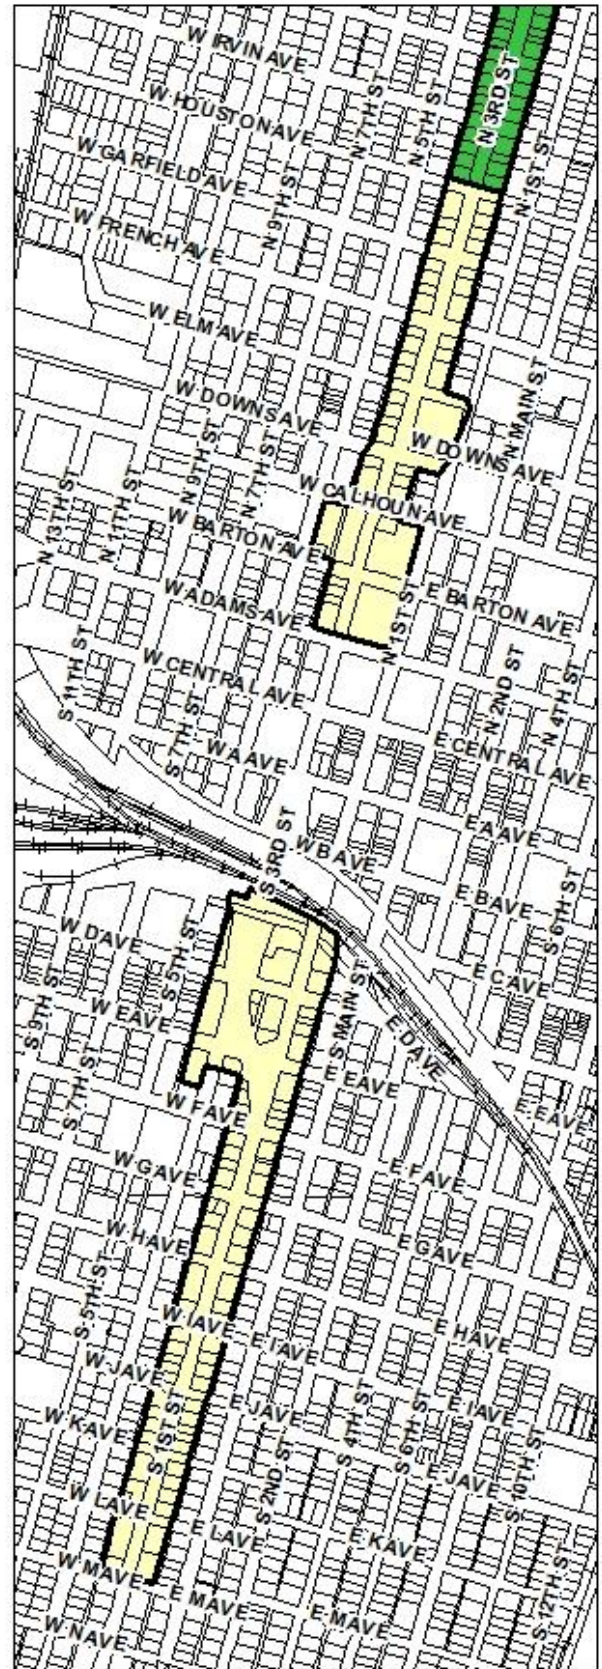 W IRVIN AVE
W HOUSTON AVE
N 7TH ST
N 5TH ST
N 3RD ST
W GARFIELD AVE
N 1ST ST
N 9TH ST
W FRENCH AVE
W ELM AVE
W DOWNS AVE
N MAIN ST
W DOWNS AVE
N 9TH ST
N 7TH ST
W CALHOUN AVE
N 13TH ST
N 11TH ST
W BARTON AVE
W ADAMS AVE
N 1ST ST
E BARTON AVE
W CENTRAL AVE
S 11TH ST
N 2ND ST
N 4TH ST
S 7TH ST
W A AVE
E CENTRAL AVE
S 3RD ST
W B AVE
E A AVE
E B AVE
S 6TH ST
W D AVE
S 5TH ST
E C AVE
S 9TH ST
W E AVE
S MAIN ST
E D AVE
S 7TH ST
W F AVE
E E AVE
E E AVE
W G AVE
E F AVE
W H AVE
E G AVE
S 5TH ST
W I AVE
E I AVE
E H AVE
W J AVE
S 1ST ST
E J AVE
E I AVE
W K AVE
S 2ND ST
S 4TH ST
S 6TH ST
E J AVE
S 10TH ST
W L AVE
E L AVE
E K AVE
W M AVE
E M AVE
E M AVE
S 12TH ST
W N AVE